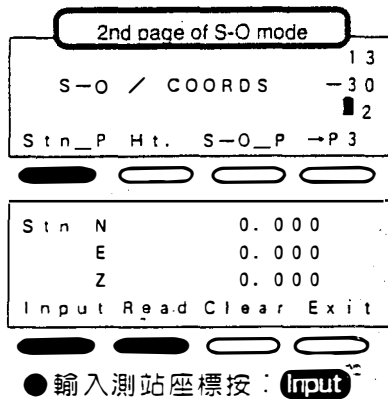 2nd page of S-O mode
13
S-O / COORDS -30
2
Stn_P Ht. S-O_P →P3
Stn N 0.000
E 0.000
Z 0.000
Input Read Clear Exit
●輸入測站座標按：Input